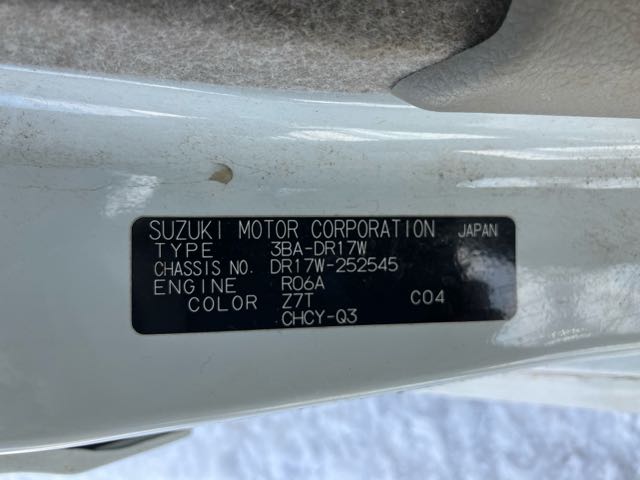 SUZUKI MOTOR CORPORATION JAPAN
TYPE 3BA-DR17W
CHASSIS NO. DR17W-252545
ENGINE R06A
COLOR Z7T C04
CHCY-Q3